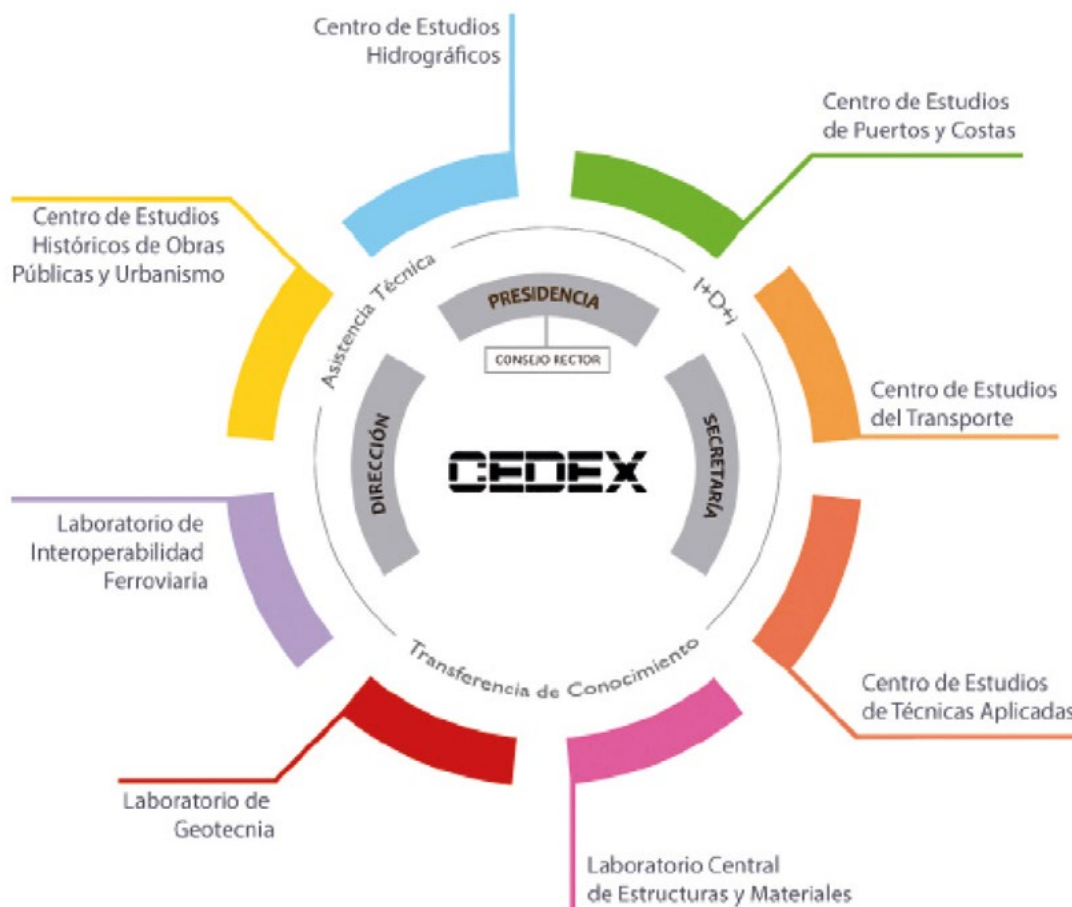 Centro de Estudios
Hidrográficos
Centro de Estudios
de Puertos y Costas
Centro de Estudios
Históricos de Obras
Públicas y Urbanismo
Asistencia Técnica
I+D+i
PRESIDENCIA
CONSEJO RECTOR
DIRECCIÓN
CEDEX
SECRETARÍA
Centro de Estudios
del Transporte
Laboratorio de
Interoperabilidad
Ferroviaria
Transferencia de Conocimiento
Centro de Estudios
de Técnicas Aplicadas
Laboratorio de
Geotecnia
Laboratorio Central
de Estructuras y Materiales